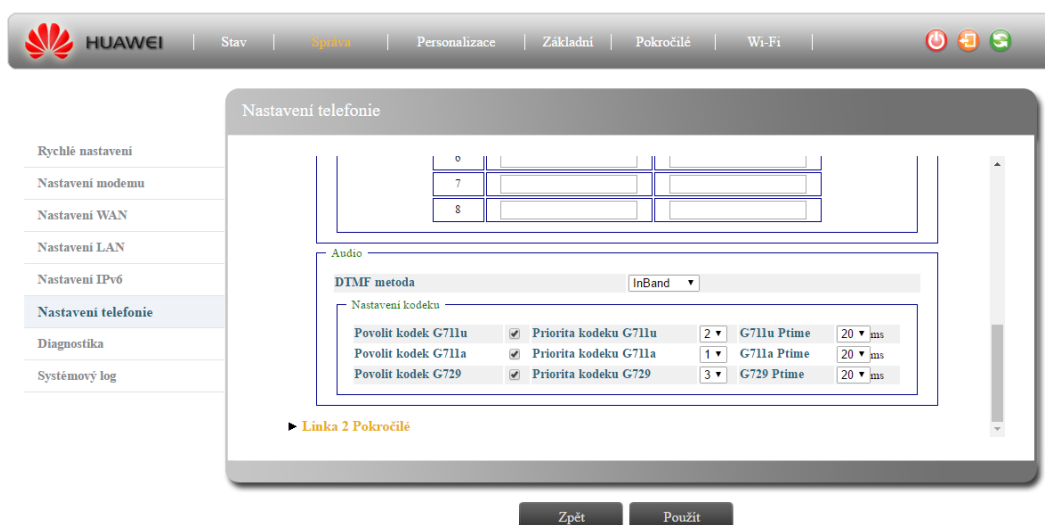 HUAWEI | Stav | Správa | Personalizace | Základní | Pokročilé | Wi-Fi |
Nastavení telefonie
Rychlé nastavení
Nastavení modemu
Nastavení WAN
Nastavení LAN
Nastavení IPv6
Nastavení telefonie
Diagnostika
Systémový log
6
7
8
Audio
DTMF metoda InBand
Nastavení kodeku
Povolit kodek G711u Priorita kodeku G711u 2 G711u Ptime 20 ms
Povolit kodek G711a Priorita kodeku G711a 1 G711a Ptime 20 ms
Povolit kodek G729 Priorita kodeku G729 3 G729 Ptime 20 ms
Linka 2 Pokročilé
Zpět Použít